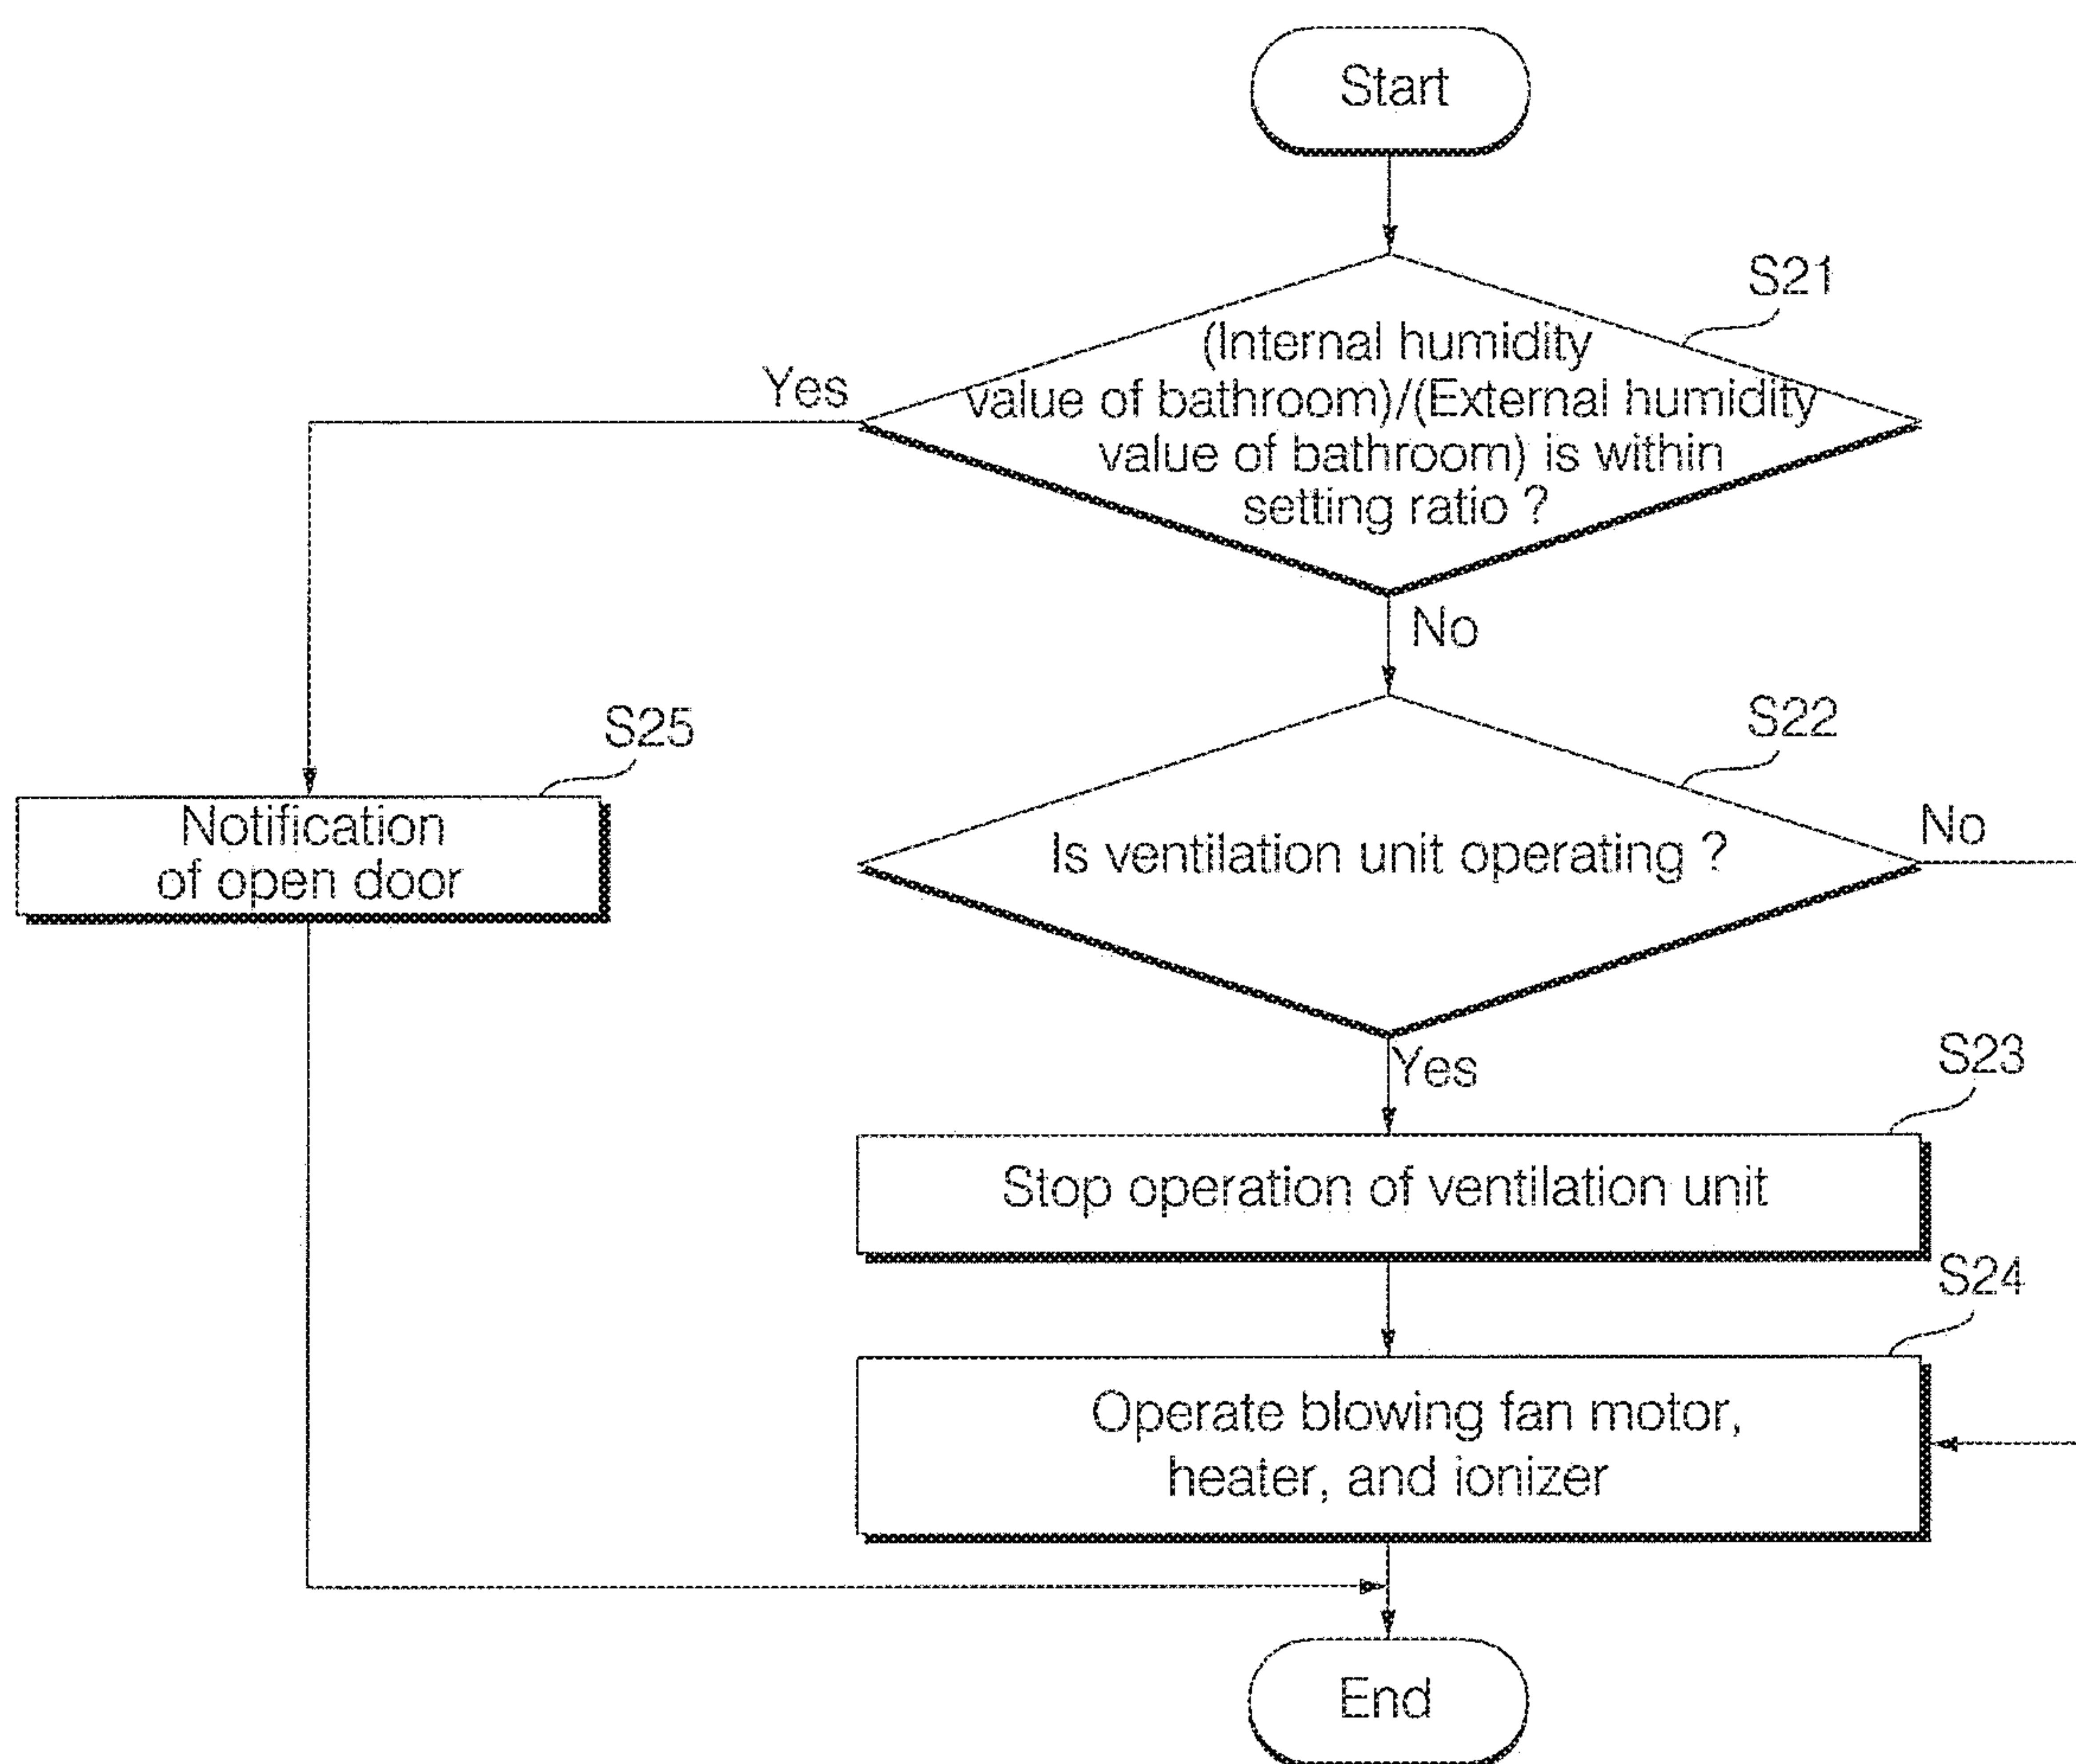 Start
S21
(Internal humidity
value of bathroom)/(External humidity
value of bathroom) is within
setting ratio ?
Yes
No
S25
Notification
of open door
S22
Is ventilation unit operating ?
No
Yes
S23
Stop operation of ventilation unit
S24
Operate blowing fan motor,
heater, and ionizer
End